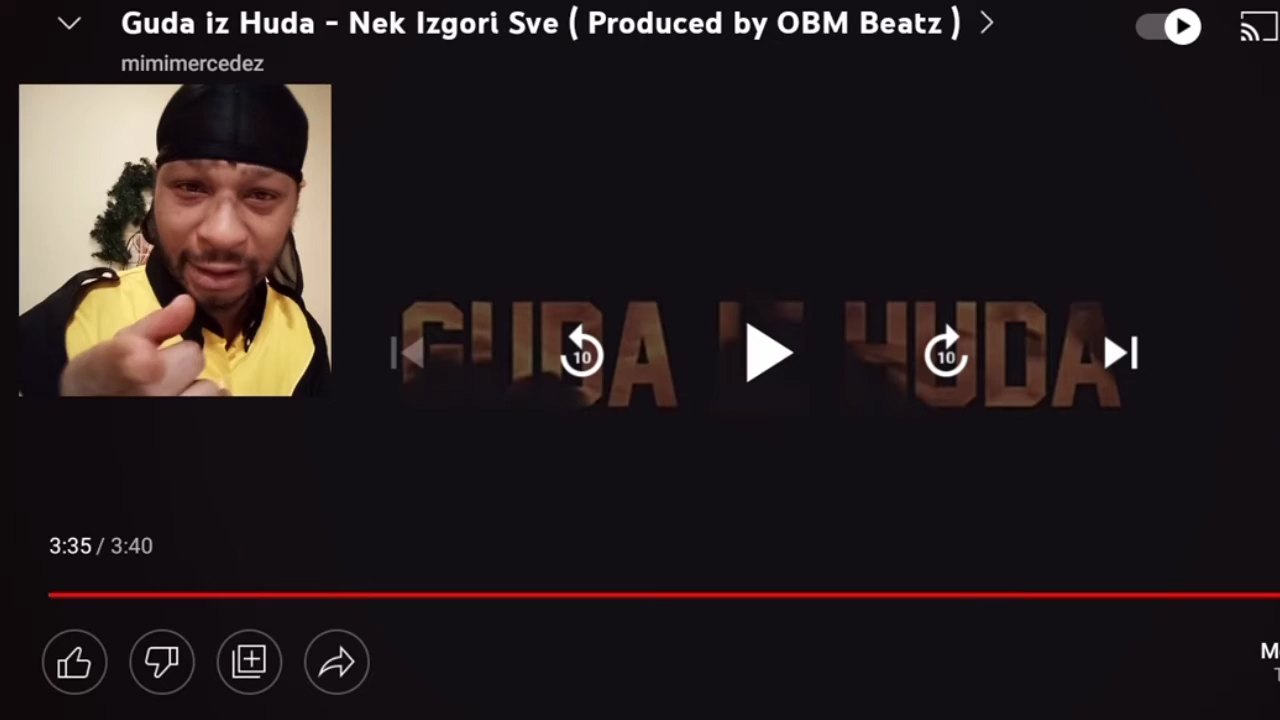 Guda iz Huda - Nek Izgori Sve ( Produced by OBM Beatz )
mimimercedez
GUDA IZ HUDA
10
10
3:35 / 3:40